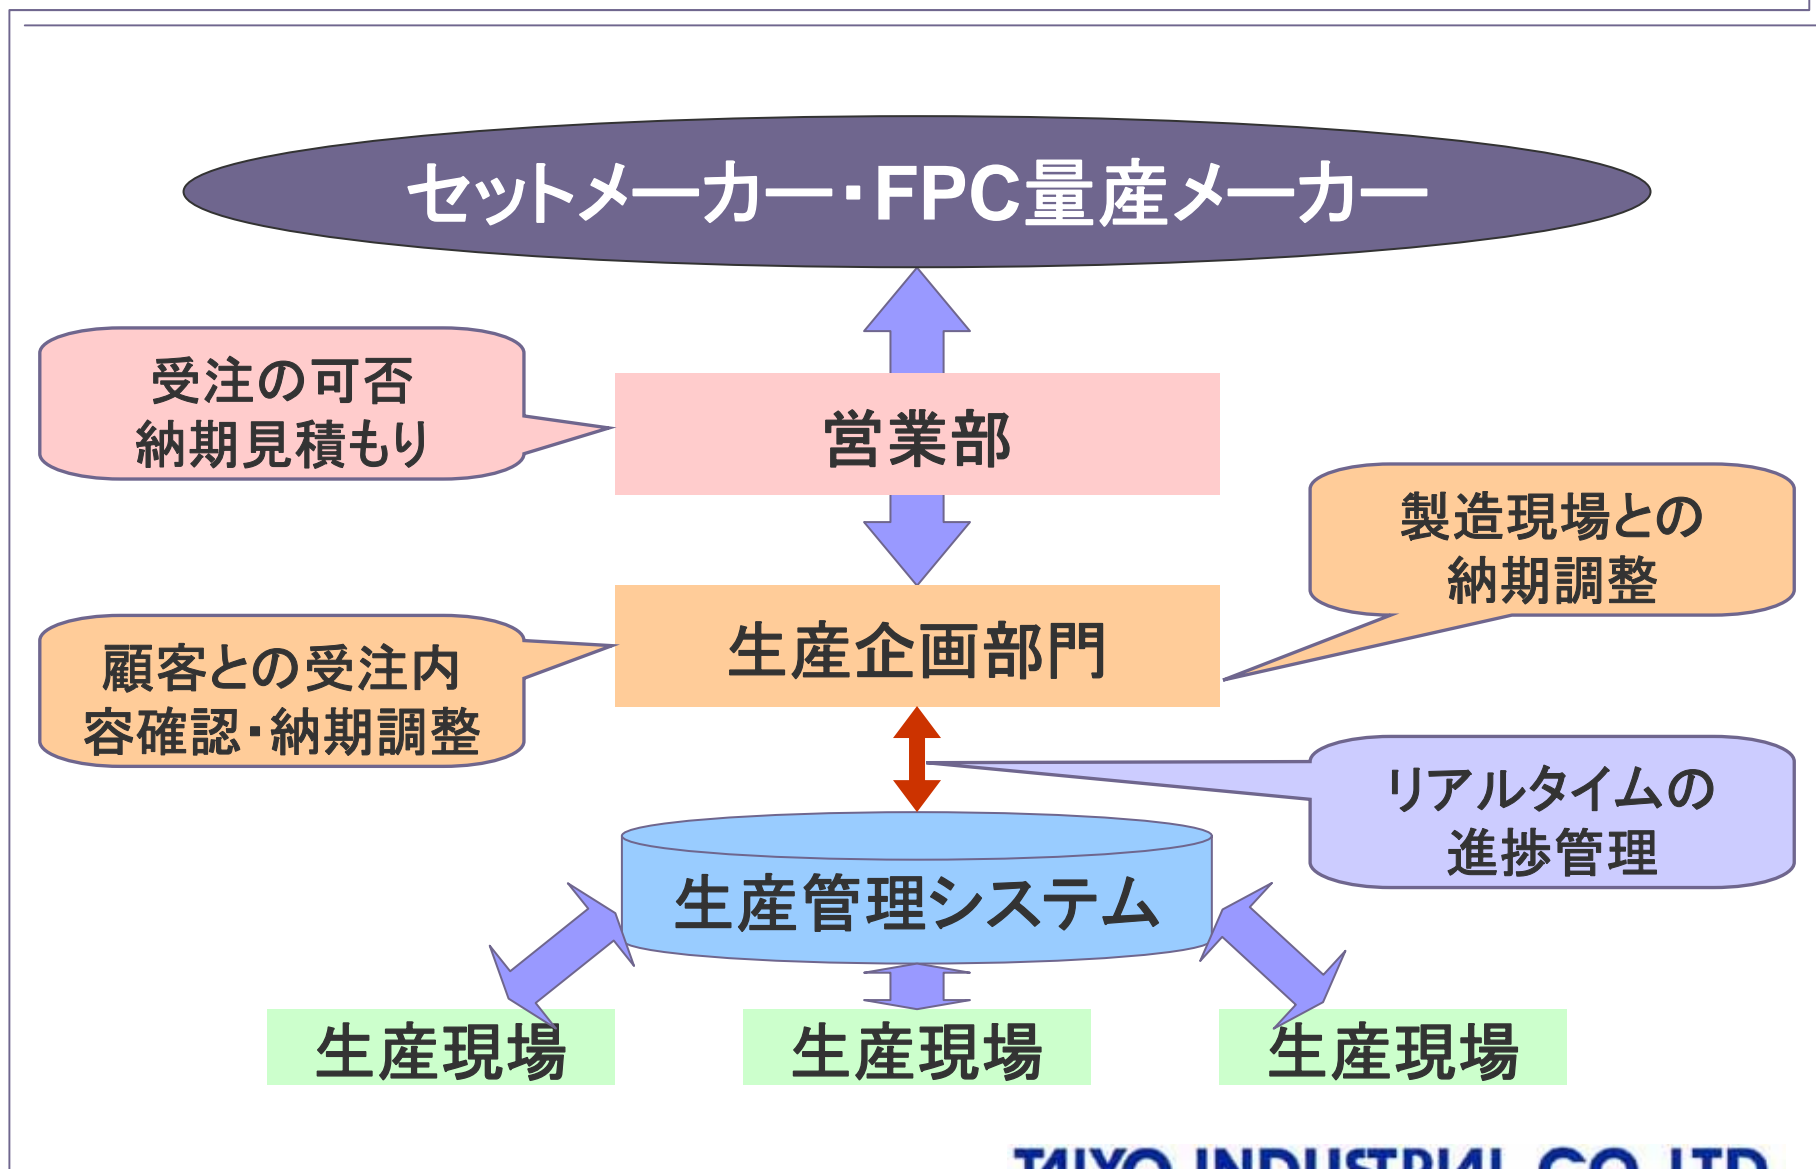 セットメーカー・FPC量産メーカー
受注の可否
納期見積もり
営業部
製造現場との
納期調整
生産企画部門
顧客との受注内
容確認・納期調整
リアルタイムの
進捗管理
生産管理システム
生産現場
生産現場
生産現場
TAIYO INDUSTRIAL CO.,LTD.